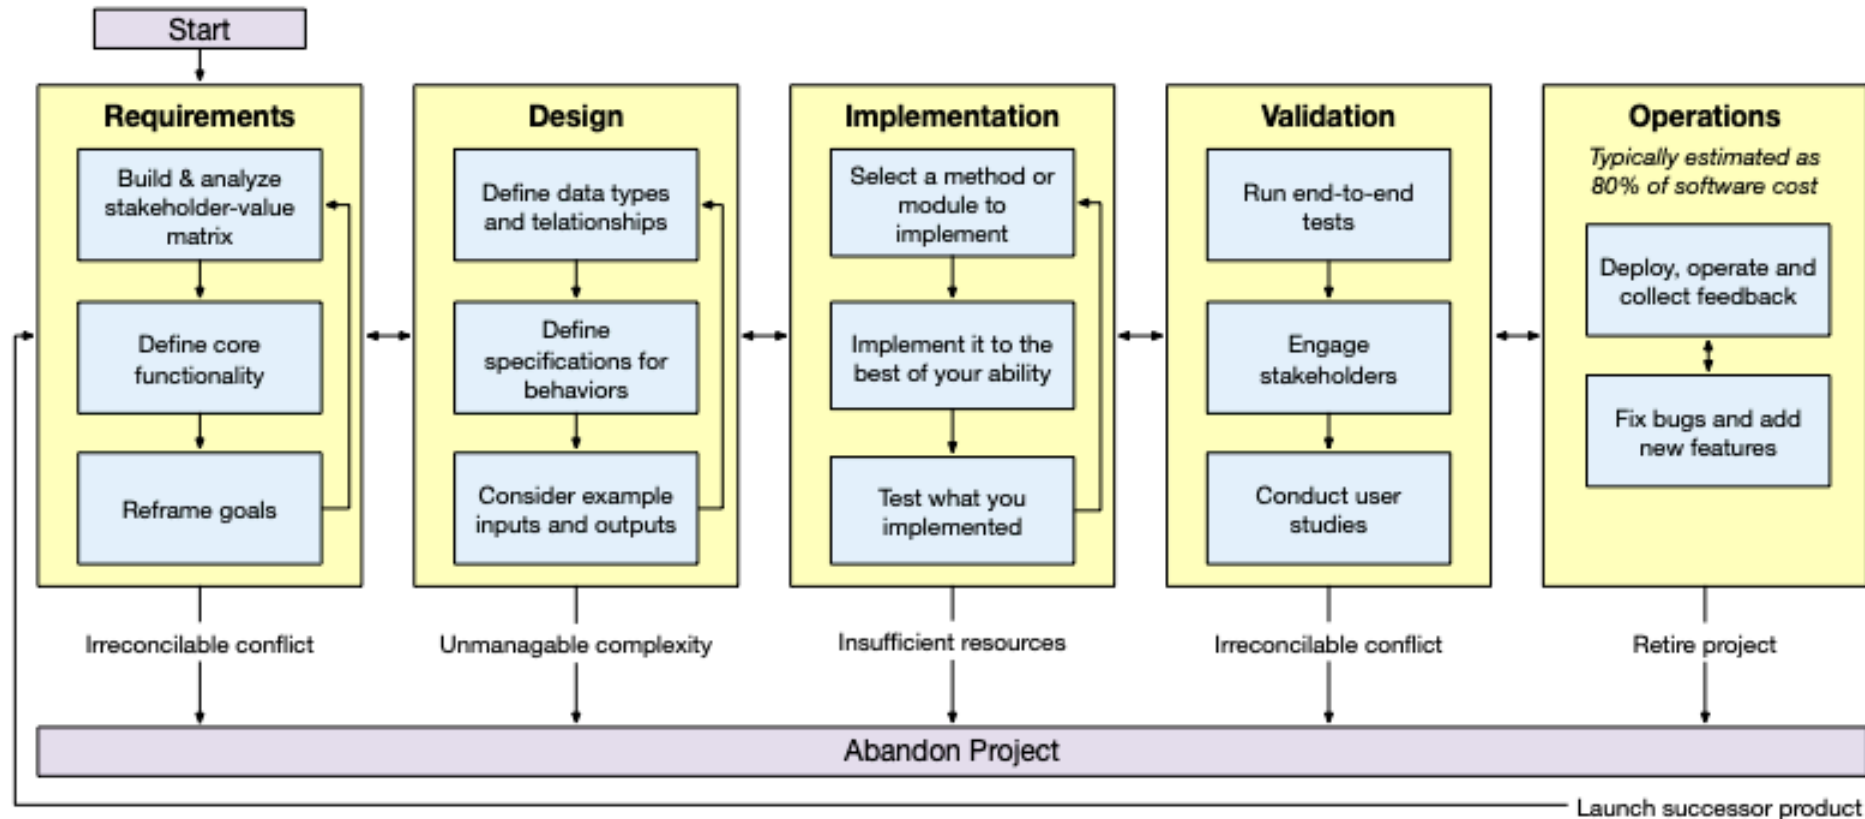 Start
Requirements
Build & analyze
stakeholder-value
matrix
Define core
functionality
Reframe goals
Design
Define data types
and telationships
Define
specifications for
behaviors
Consider example
inputs and outputs
Implementation
Select a method or
module to
implement
Implement it to the
best of your ability
Test what you
implemented
Validation
Run end-to-end
tests
Engage
stakeholders
Conduct user
studies
Operations
Typically estimated as
80% of software cost
Deploy, operate and
collect feedback
Fix bugs and add
new features
Irreconcilable conflict
Unmanagable complexity
Insufficient resources
Irreconcilable conflict
Retire project
Abandon Project
Launch successor product